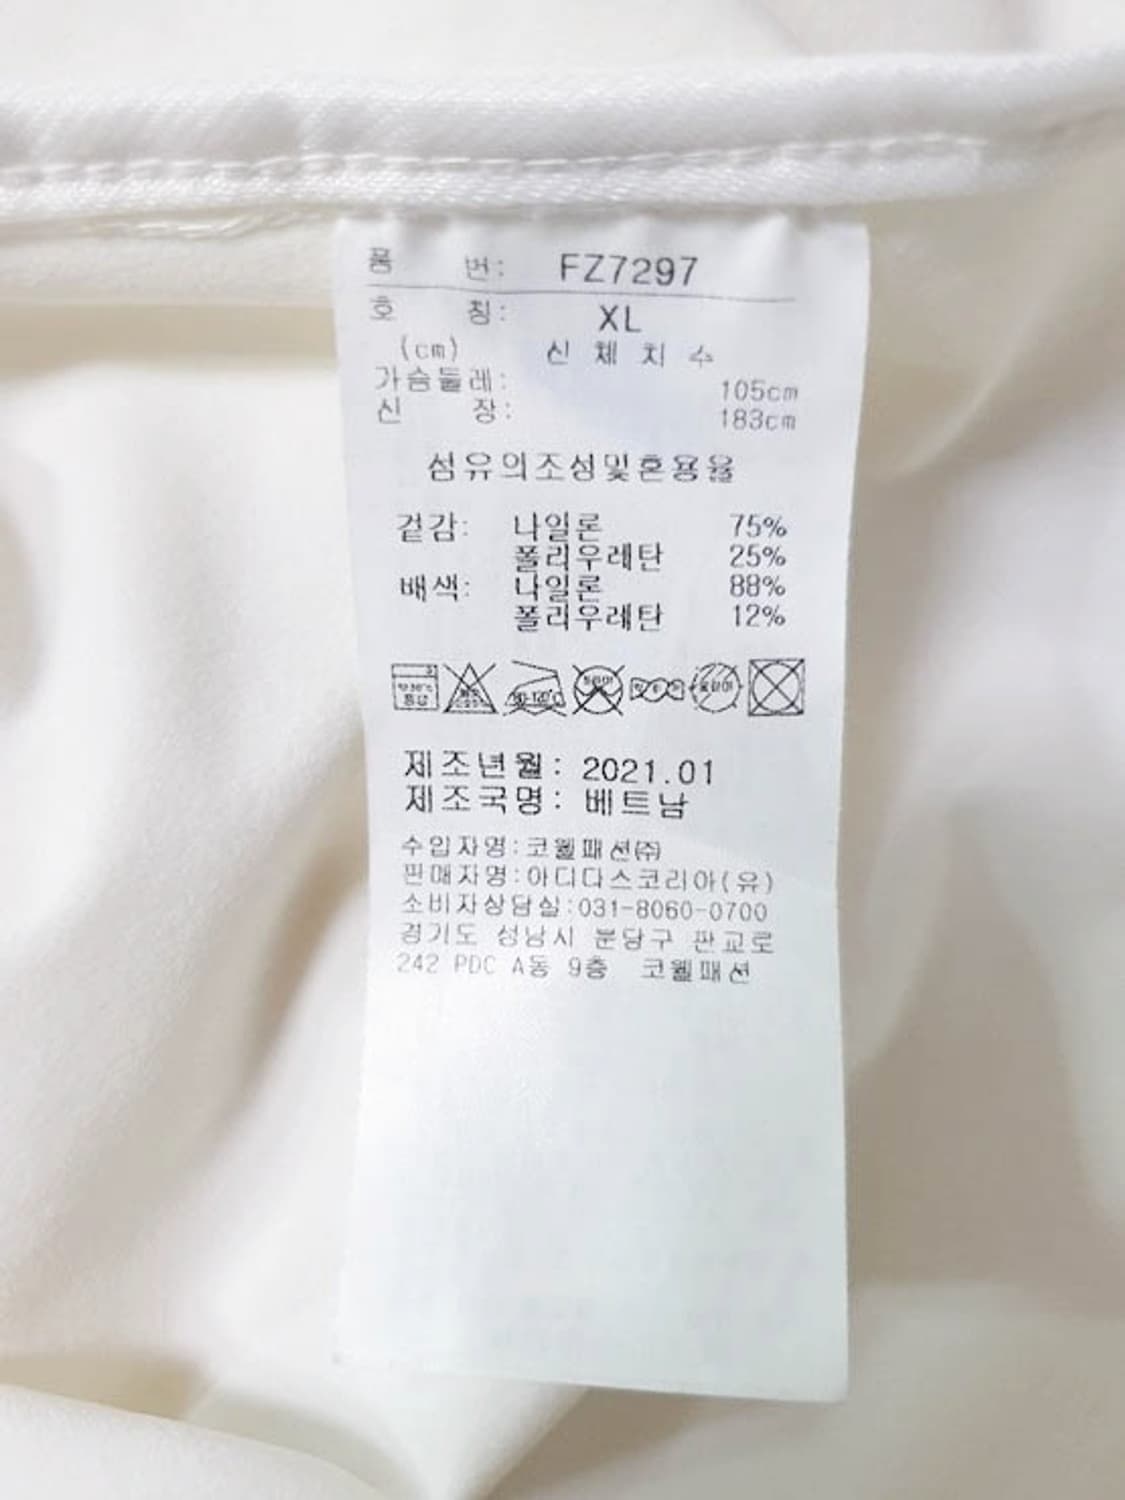 품 번: FZ7297
호 칭: XL
(cm) 신 체 치 수
가슴둘레: 105cm
신 장: 183cm
섬유의조성및혼용율
겉감: 나일론 75%
폴리우레탄 25%
배색: 나일론 88%
폴리우레탄 12%
80-120℃
제조년월: 2021.01
제조국명: 베트남
수입자명:코웰패션(주)
판매자명:아디다스코리아(유)
소비자상담실:031-8060-0700
경기도 성남시 분당구 판교로
242 PDC A동 9층 코웰패션